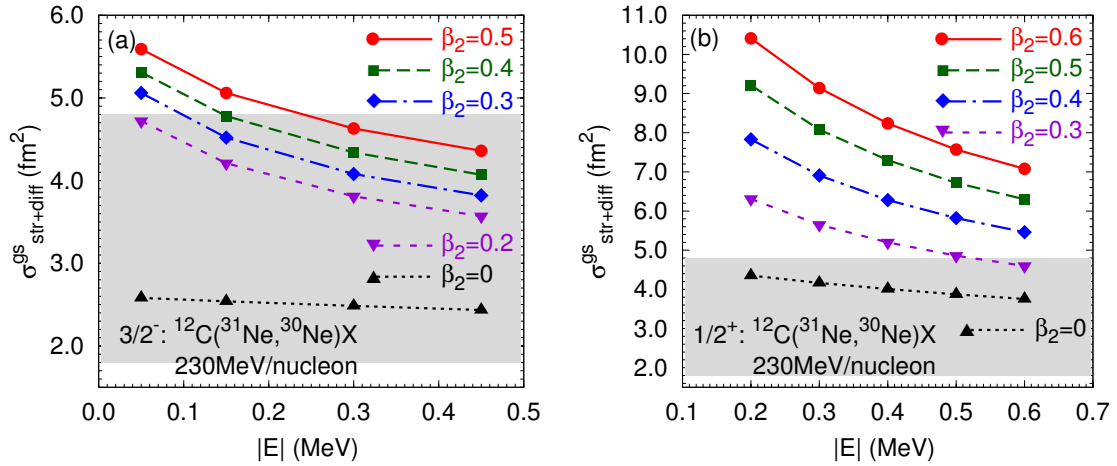 (a)
β₂=0.5
β₂=0.4
β₂=0.3
β₂=0.2
β₂=0
3/2⁻: ¹²C(³¹Ne,³⁰Ne)X
230MeV/nucleon
6.0
5.0
4.0
3.0
2.0
σ^gs_str+diff (fm²)
0.0 0.1 0.2 0.3 0.4 0.5
|E| (MeV)
(b)
β₂=0.6
β₂=0.5
β₂=0.4
β₂=0.3
β₂=0
1/2⁺: ¹²C(³¹Ne,³⁰Ne)X
230MeV/nucleon
11.0
10.0
9.0
8.0
7.0
6.0
5.0
4.0
3.0
2.0
σ^gs_str+diff (fm²)
0.1 0.2 0.3 0.4 0.5 0.6 0.7
|E| (MeV)